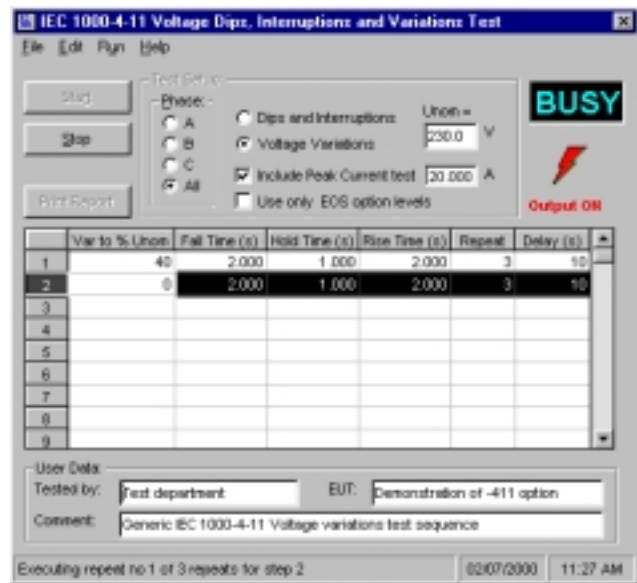 IEC 1000-4-11 Voltage Dips, Interruptions and Variations Test
File Edit Run Help
Start
Stop
Print Report
Test Setup:
Phase:
A
B
C
All
Dips and Interruptions
Voltage Variations
Unom =
230.0 V
Include Peak Current test 20.000 A
Use only EOS option levels
BUSY
Output ON
Var to % Unom Fall Time (s) Hold Time (s) Rise Time (s) Repeat Delay (s)
1 40 2.000 1.000 2.000 3 10
2 0 2.000 1.000 2.000 3 10
3
4
5
6
7
8
9
User Data:
Tested by: Test department EUT: Demonstration of -411 option
Comment: Generic IEC 1000-4-11 Voltage variations test sequence
Executing repeat no 1 of 3 repeats for step 2 02/07/2000 11:27 AM